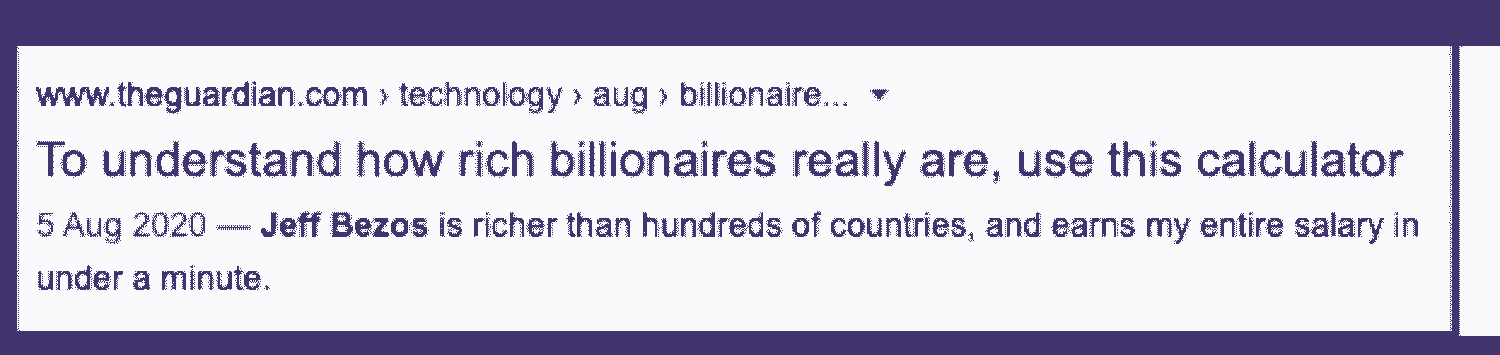 www.theguardian.com › technology › aug › billionaire...
To understand how rich billionaires really are, use this calculator
5 Aug 2020 — Jeff Bezos is richer than hundreds of countries, and earns my entire salary in
under a minute.